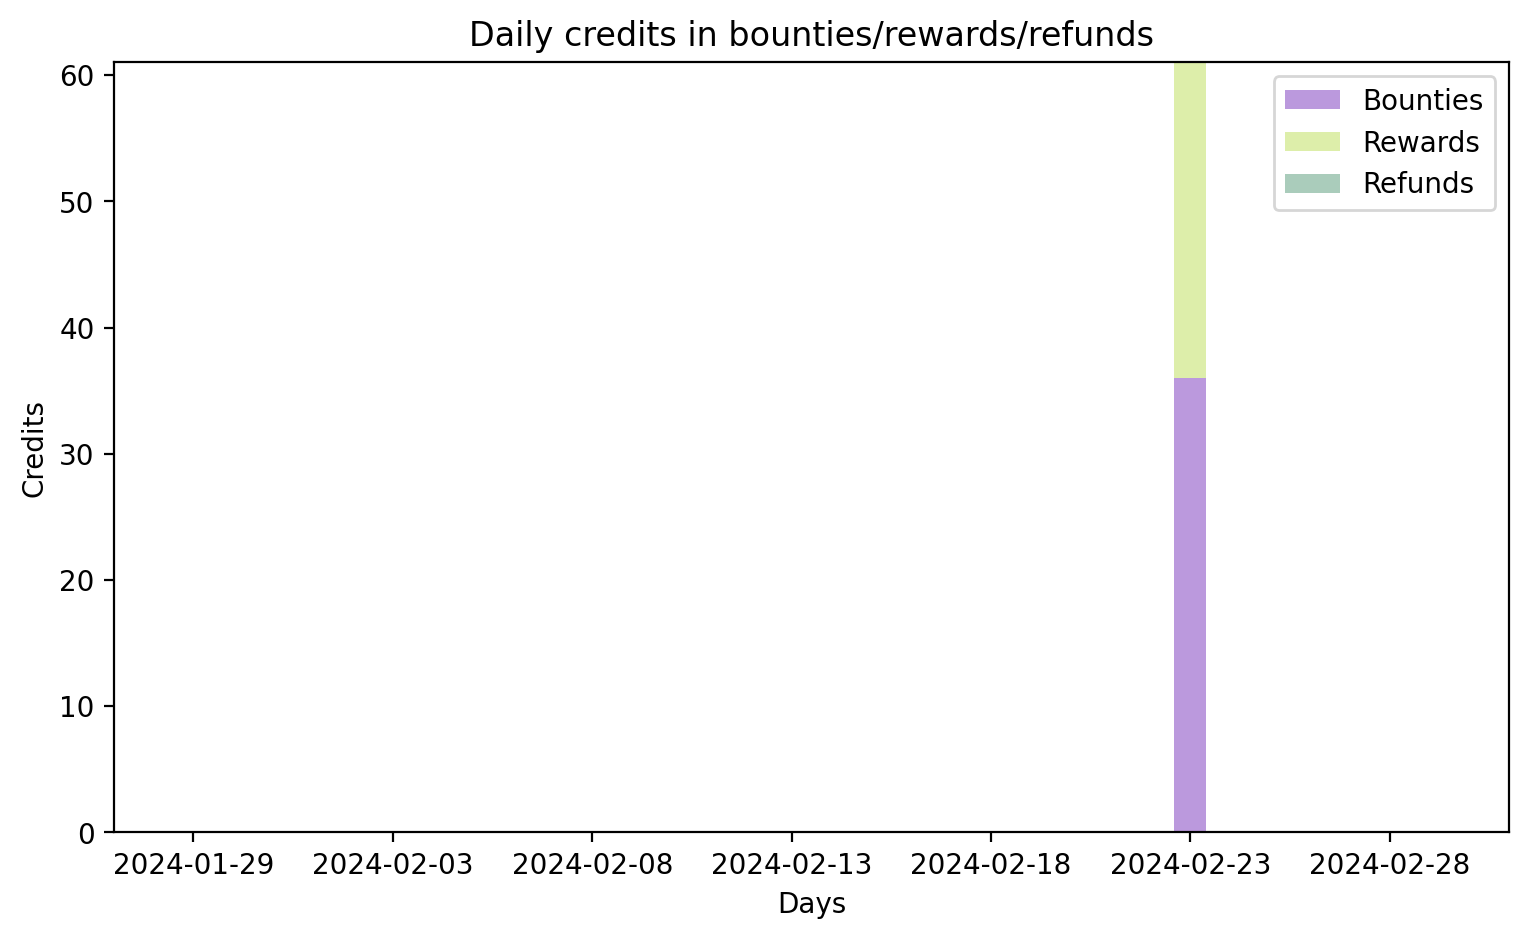 Daily credits in bounties/rewards/refunds
60
50
40
30
20
10
0
Credits
Bounties
Rewards
Refunds
2024-01-29 2024-02-03 2024-02-08 2024-02-13 2024-02-18 2024-02-23 2024-02-28
Days